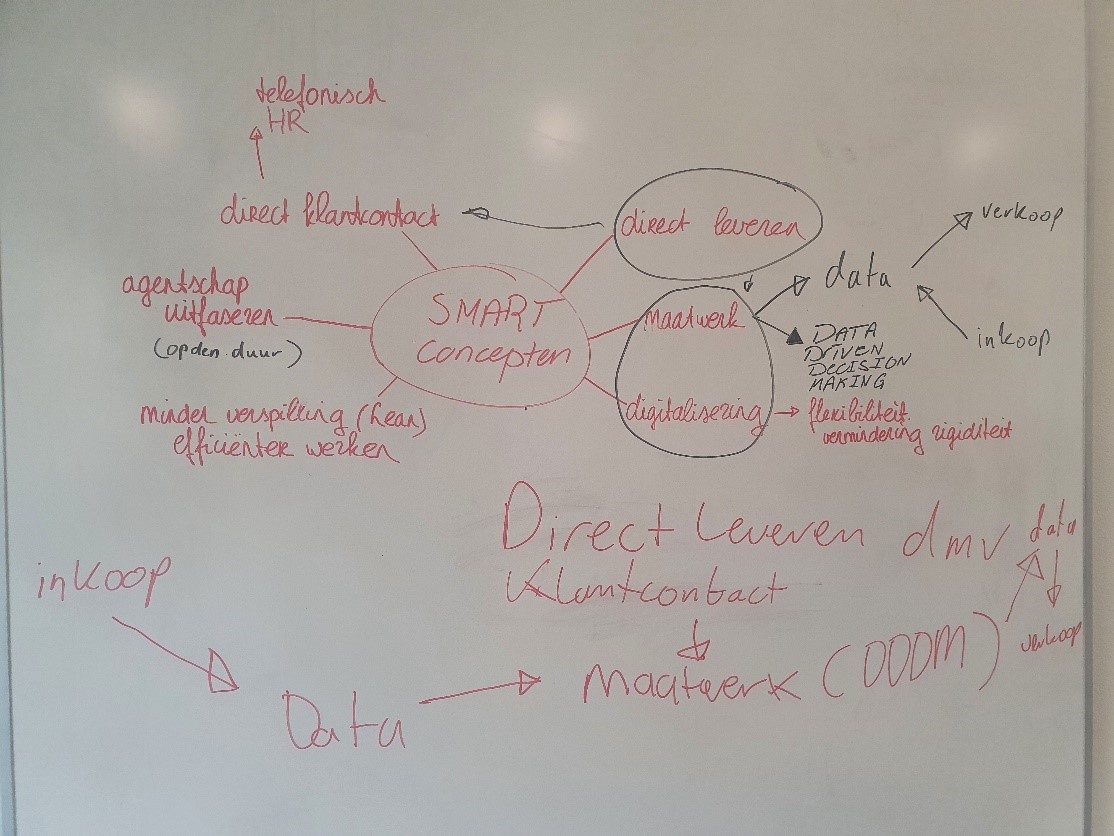 telefonisch
HR
direct klantcontact
direct leveren
verkoop
data
agentschap
uitfaseren
(op den duur)
SMART
concepten
maatwerk
inkoop
DATA
DRIVEN
DECISION
MAKING
minder verspilling (Lean)
efficiënter werken
digitalisering
flexibiliteit
vermindering rigiditeit
Direct Leveren dmv data
Klantcontact
inkoop
verkoop
Maatwerk (DDDM)
Data